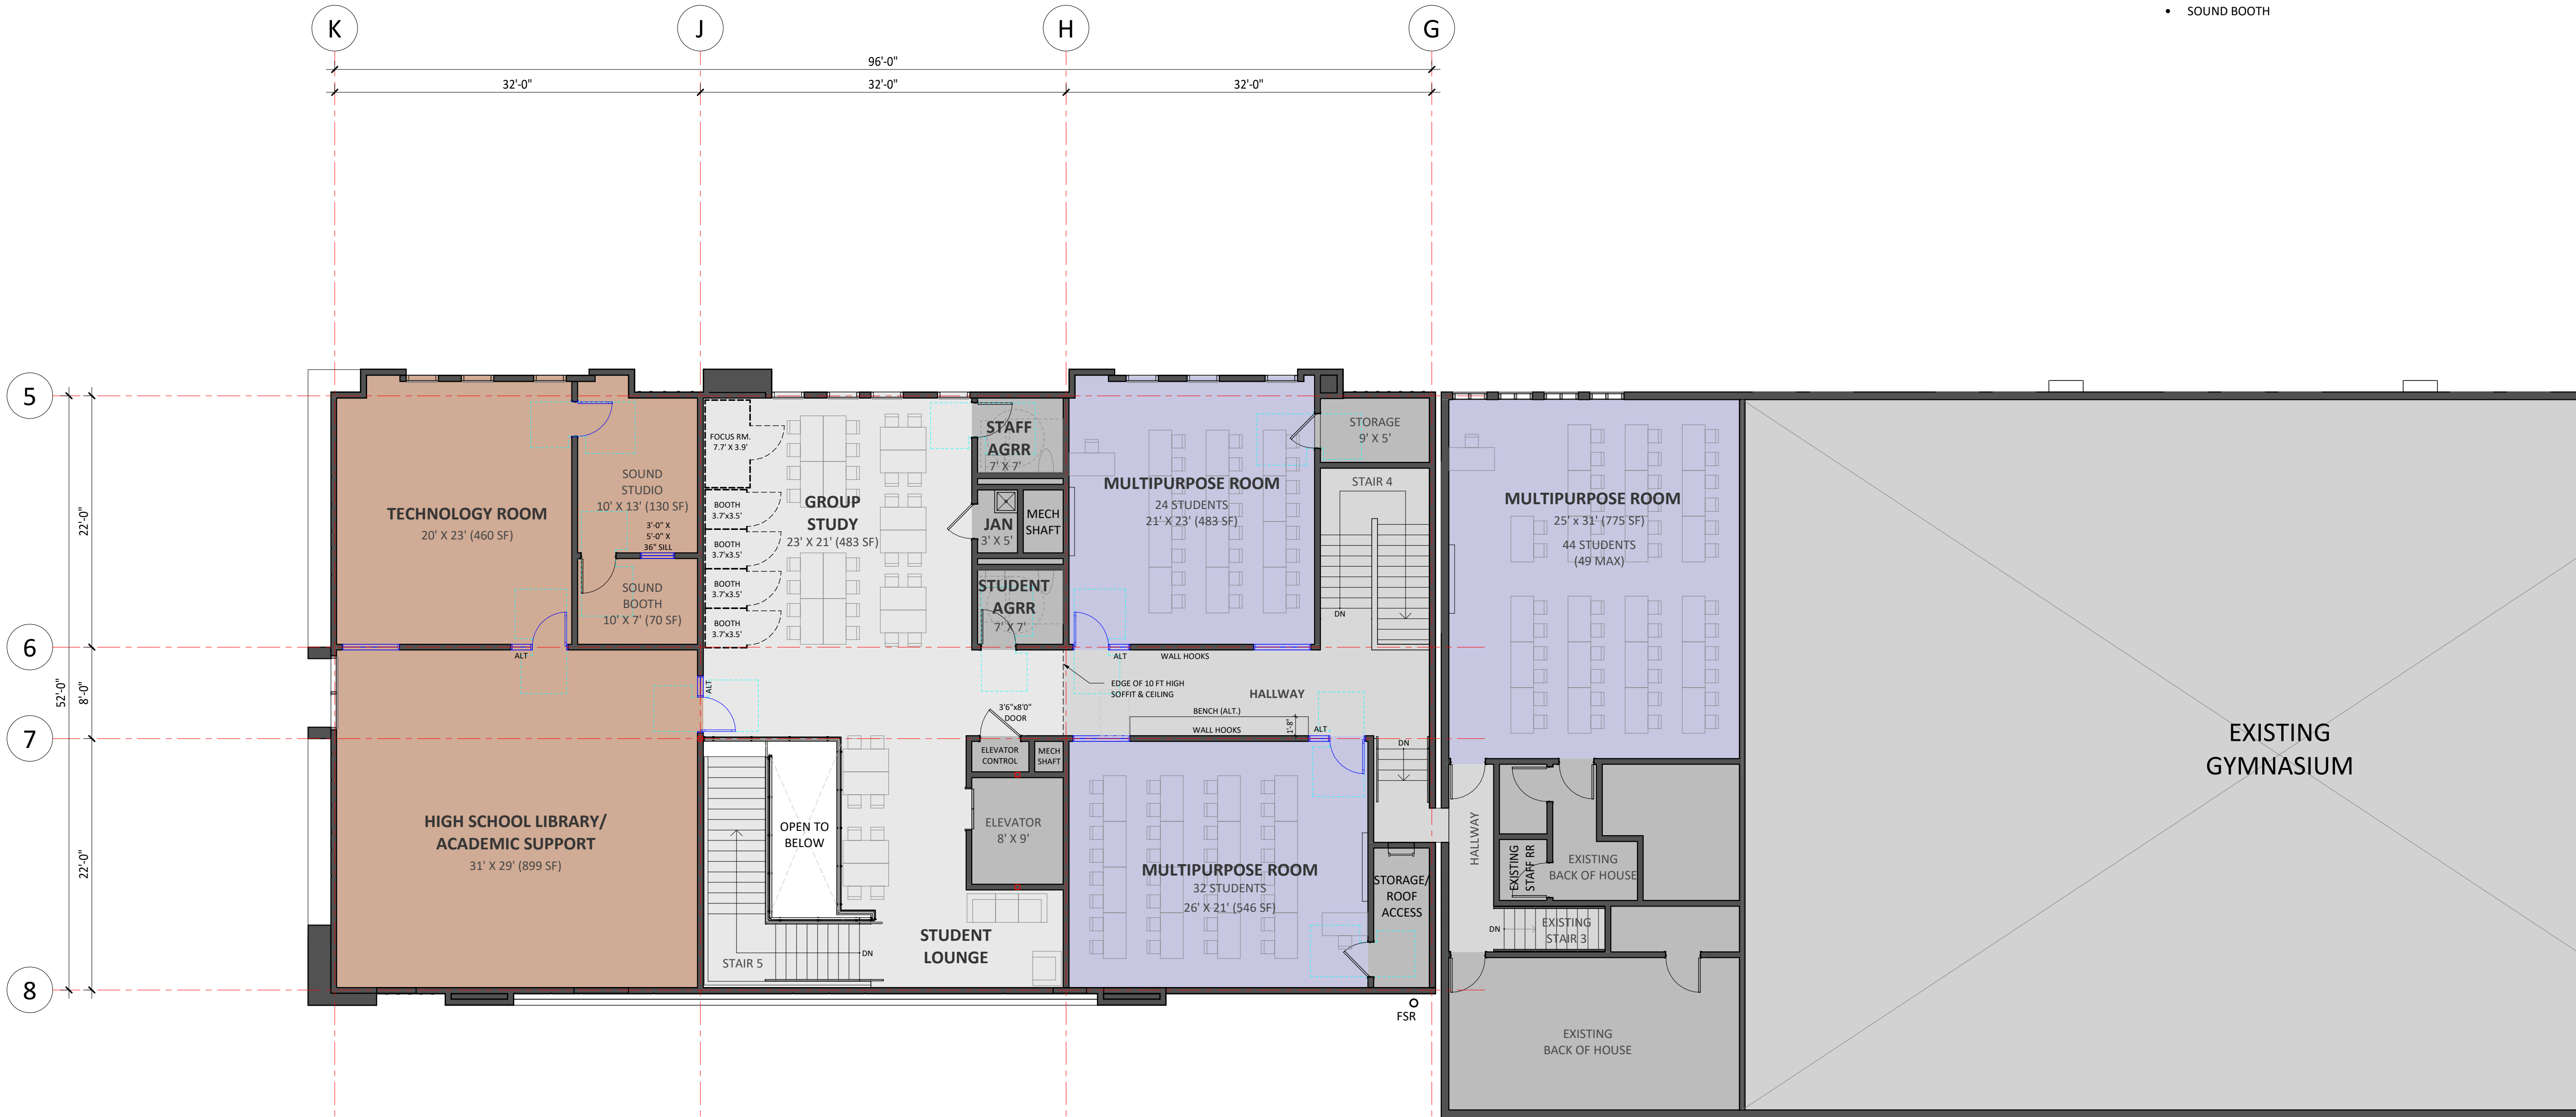 • SOUND BOOTH
K
J
H
G
96'-0"
32'-0"
32'-0"
32'-0"
5
6
7
8
52'-0"
22'-0"
8'-0"
22'-0"
TECHNOLOGY ROOM
20' X 23' (460 SF)
SOUND
STUDIO
10' X 13' (130 SF)
3'-0" X
5'-0" X
36" SILL
SOUND
BOOTH
10' X 7' (70 SF)
ALT
HIGH SCHOOL LIBRARY/
ACADEMIC SUPPORT
31' X 29' (899 SF)
ALT
FOCUS RM.
7.7' X 3.9'
BOOTH
3.7'x3.5'
BOOTH
3.7'x3.5'
BOOTH
3.7'x3.5'
BOOTH
3.7'x3.5'
GROUP
STUDY
23' X 21' (483 SF)
STAFF
AGRR
7' X 7'
JAN
3' X 5'
MECH
SHAFT
STUDENT
AGRR
7' X 7'
3'6"x8'0"
DOOR
ELEVATOR
CONTROL
MECH
SHAFT
ELEVATOR
8' X 9'
OPEN TO
BELOW
STAIR 5
DN
STUDENT
LOUNGE
MULTIPURPOSE ROOM
24 STUDENTS
21' X 23' (483 SF)
STORAGE
9' X 5'
STAIR 4
DN
ALT
WALL HOOKS
EDGE OF 10 FT HIGH
SOFFIT & CEILING
HALLWAY
BENCH (ALT.)
1'-8"
WALL HOOKS
ALT
DN
MULTIPURPOSE ROOM
32 STUDENTS
26' X 21' (546 SF)
STORAGE/
ROOF
ACCESS
FSR
MULTIPURPOSE ROOM
25' x 31' (775 SF)
44 STUDENTS
(49 MAX)
HALLWAY
EXISTING
STAFF RR
EXISTING
BACK OF HOUSE
DN
EXISTING
STAIR 3
EXISTING
BACK OF HOUSE
EXISTING
GYMNASIUM